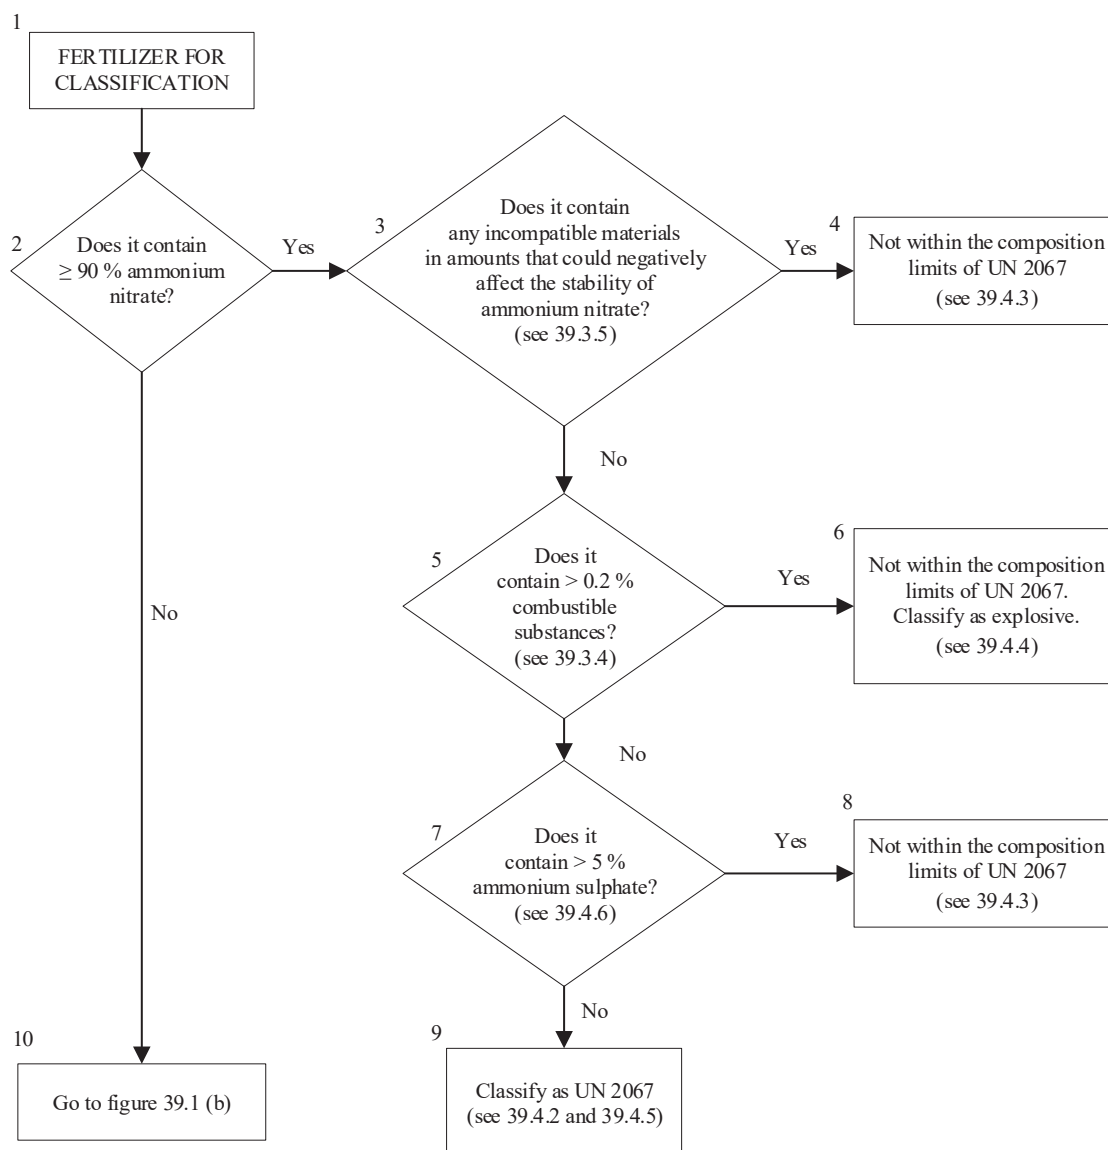 1
FERTILIZER FOR
CLASSIFICATION
2
Does it contain
≥ 90 % ammonium
nitrate?
Yes
3
Does it contain
any incompatible materials
in amounts that could negatively
affect the stability of
ammonium nitrate?
(see 39.3.5)
Yes
4
Not within the composition
limits of UN 2067
(see 39.4.3)
No
5
Does it
contain > 0.2 %
combustible
substances?
(see 39.3.4)
Yes
6
Not within the composition
limits of UN 2067.
Classify as explosive.
(see 39.4.4)
No
No
7
Does it
contain > 5 %
ammonium sulphate?
(see 39.4.6)
Yes
8
Not within the composition
limits of UN 2067
(see 39.4.3)
No
9
Classify as UN 2067
(see 39.4.2 and 39.4.5)
10
Go to figure 39.1 (b)